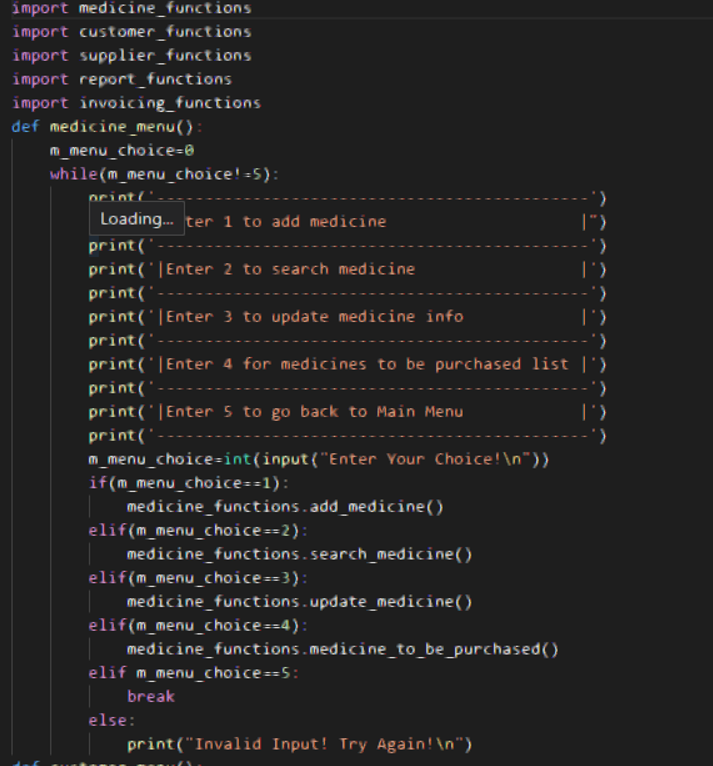 import medicine_functions
import customer_functions
import supplier_functions
import report_functions
import invoicing_functions
def medicine_menu():
    m_menu_choice=0
    while(m_menu_choice!=5):
        print('---------------------------------------------')
Loading...ter 1 to add medicine                    |")
        print('---------------------------------------------')
        print('|Enter 2 to search medicine                 |')
        print('---------------------------------------------')
        print('|Enter 3 to update medicine info            |')
        print('---------------------------------------------')
        print('|Enter 4 for medicines to be purchased list |')
        print('---------------------------------------------')
        print('|Enter 5 to go back to Main Menu            |')
        print('---------------------------------------------')
        m_menu_choice=int(input("Enter Your Choice!\n"))
        if(m_menu_choice==1):
            medicine_functions.add_medicine()
        elif(m_menu_choice==2):
            medicine_functions.search_medicine()
        elif(m_menu_choice==3):
            medicine_functions.update_medicine()
        elif(m_menu_choice==4):
            medicine_functions.medicine_to_be_purchased()
        elif m_menu_choice==5:
            break
        else:
            print("Invalid Input! Try Again!\n")
def customer_menu():